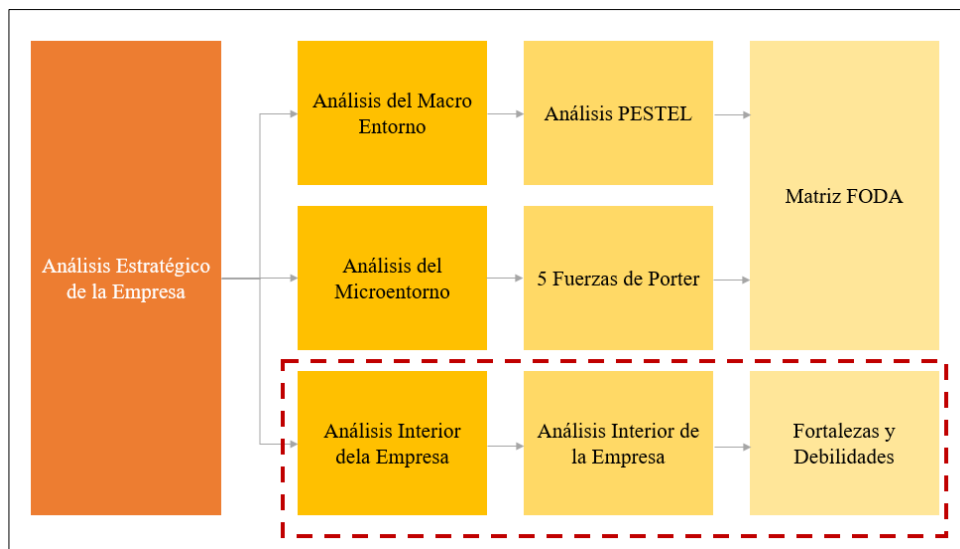 Análisis Estratégico
de la Empresa
Análisis del Macro
Entorno
Análisis PESTEL
Matriz FODA
Análisis del
Microentorno
5 Fuerzas de Porter
Análisis Interior
dela Empresa
Análisis Interior de
la Empresa
Fortalezas y
Debilidades